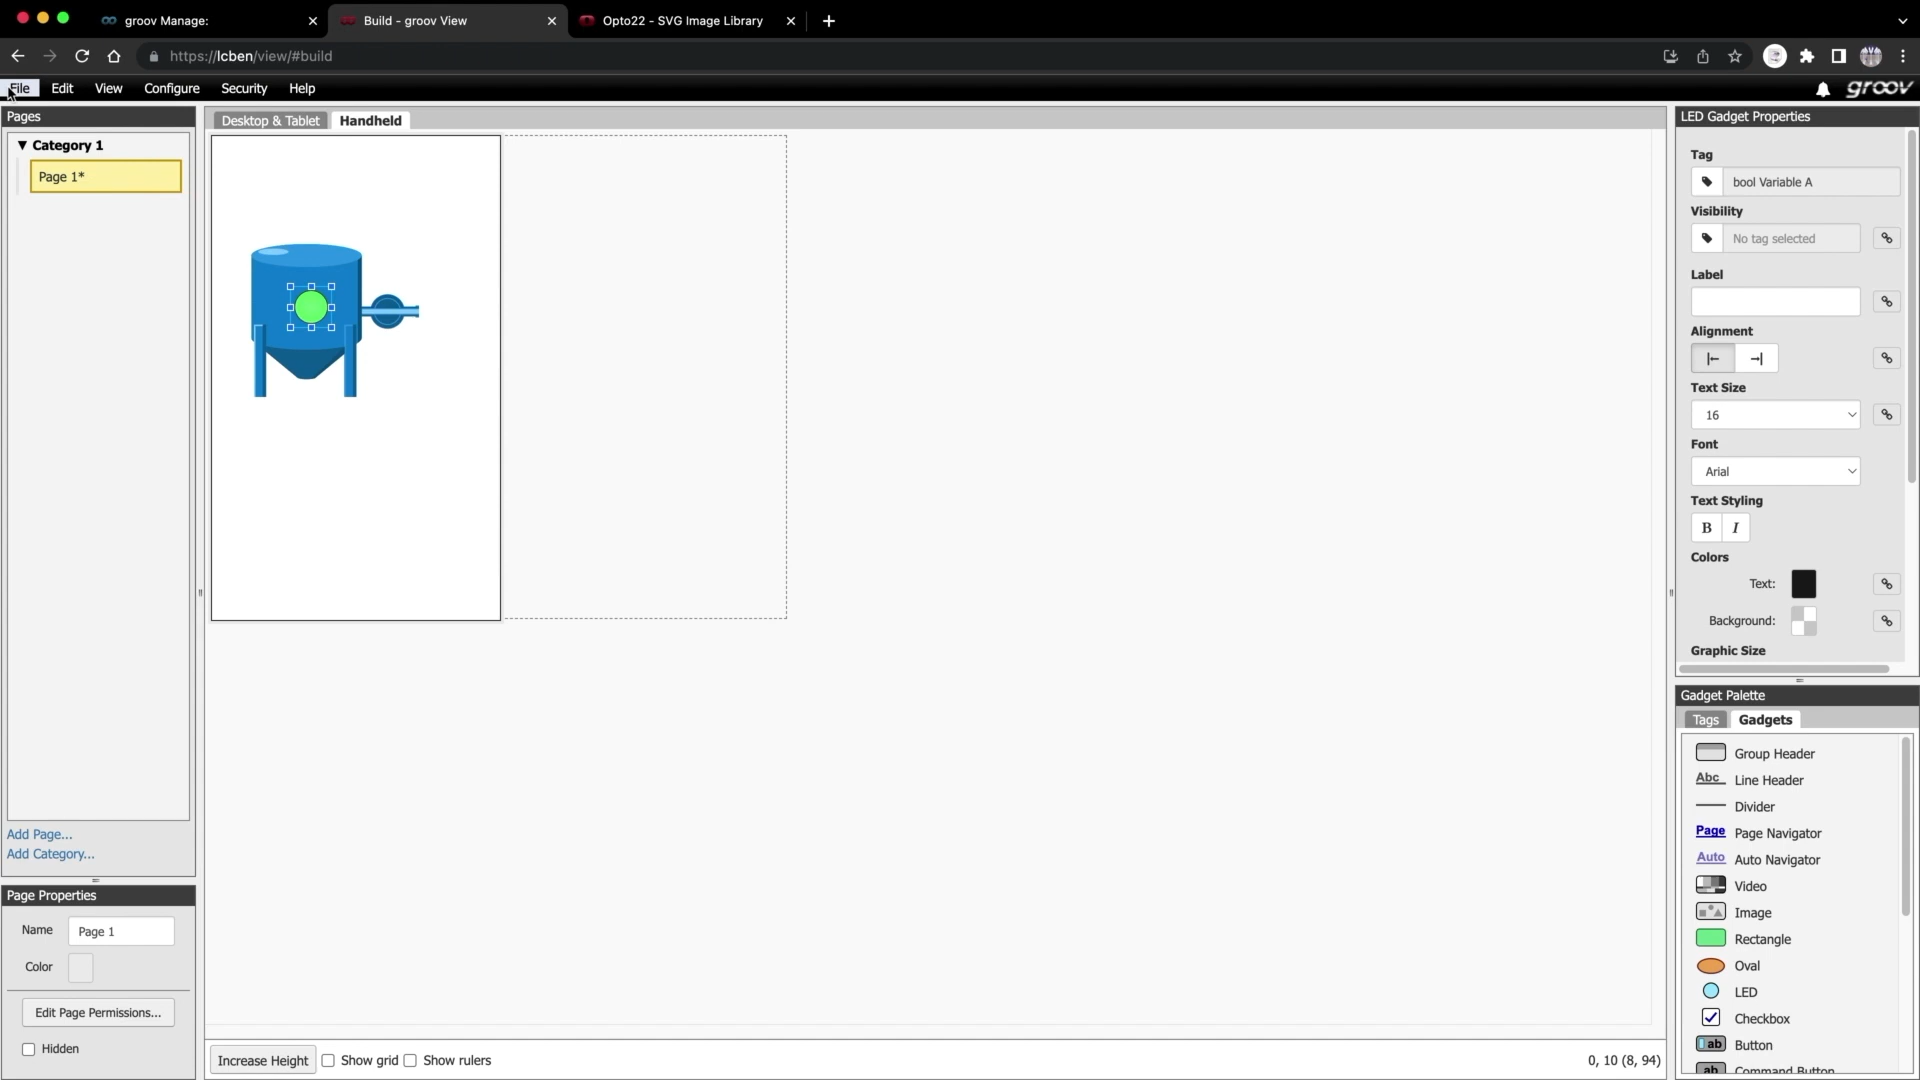 groov Manage:
Build - groov View
Opto22 - SVG Image Library
https://lcben/view/#build
File Edit View Configure Security Help
groov
Pages
▼ Category 1
Page 1*
Add Page...
Add Category...
Page Properties
Name Page 1
Color
Edit Page Permissions...
Hidden
Desktop & Tablet Handheld
Increase Height Show grid Show rulers
0, 10 (8, 94)
LED Gadget Properties
Tag
bool Variable A
Visibility
No tag selected
Label
Alignment
Text Size
16
Font
Arial
Text Styling
B I
Colors
Text:
Background:
Graphic Size
Gadget Palette
Tags Gadgets
Group Header
Abc Line Header
Divider
Page Page Navigator
Auto Auto Navigator
Video
Image
Rectangle
Oval
LED
Checkbox
ab Button
ab Command Button